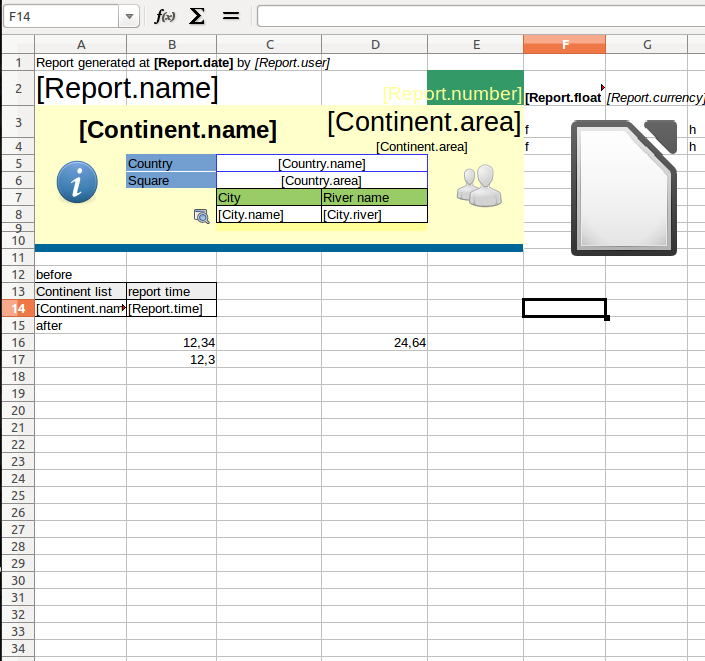 F14 f(x) Σ =
A B C D E F G
1 Report generated at [Report.date] by [Report.user]
2 [Report.name] [Report.number] [Report.float [Report.currency]
3 [Continent.name] [Continent.area] f h
4 [Continent.area] f h
5 Country [Country.name]
6 Square [Country.area]
7 City River name
8 [City.name] [City.river]
9
10
11
12 before
13 Continent list report time
14 [Continent.nam [Report.time]
15 after
16 12,34 24,64
17 12,3
18
19
20
21
22
23
24
25
26
27
28
29
30
31
32
33
34